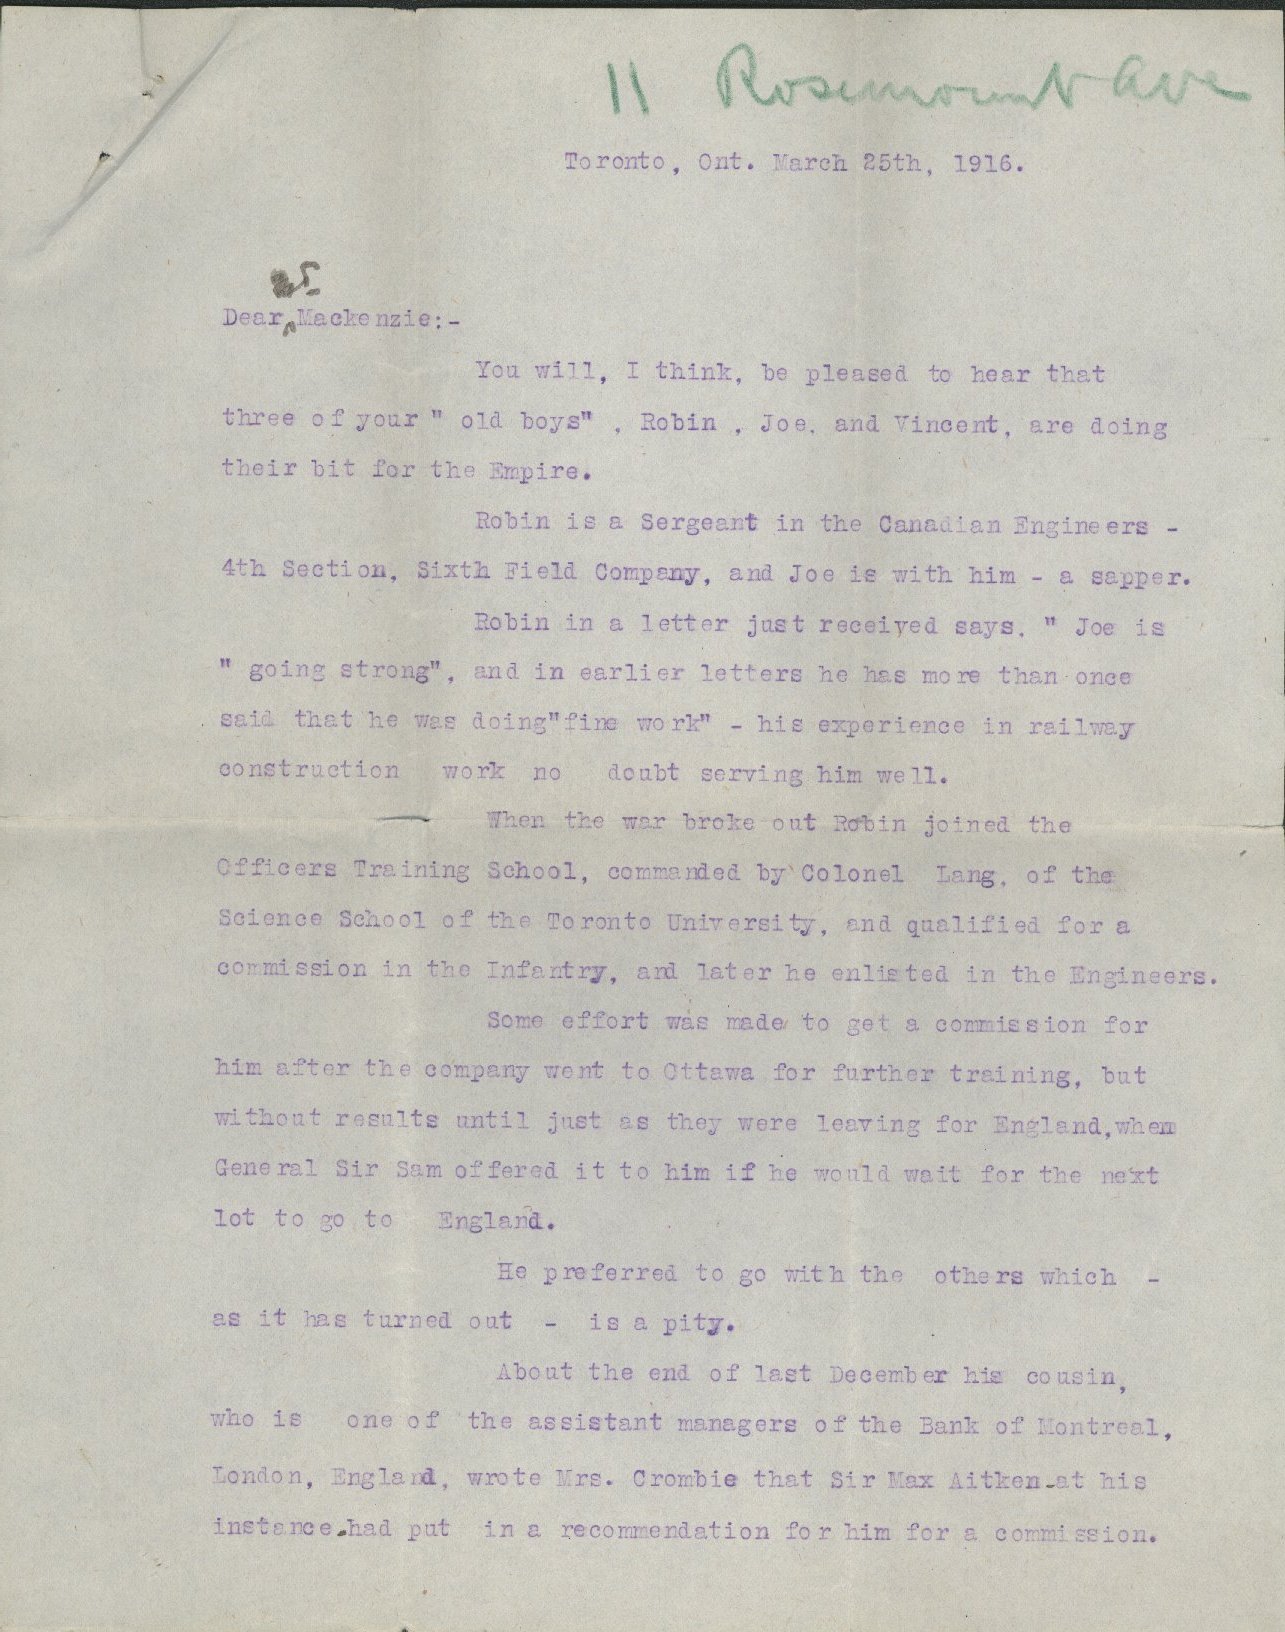 11 Rosemount Ave
Toronto, Ont. March 25th, 1916.
Dear Mackenzie:-
You will, I think, be pleased to hear that
three of your " old boys" , Robin , Joe, and Vincent, are doing
their bit for the Empire.
Robin is a Sergeant in the Canadian Engineers -
4th Section, Sixth Field Company, and Joe is with him - a sapper.
Robin in a letter just received says, " Joe is
" going strong", and in earlier letters he has more than once
said that he was doing"fine work" - his experience in railway
construction work no doubt serving him well.
When the war broke out Robin joined the
Officers Training School, commanded by Colonel Lang, of the
Science School of the Toronto University, and qualified for a
commission in the Infantry, and later he enlisted in the Engineers.
Some effort was made to get a commission for
him after the company went to Ottawa for further training, but
without results until just as they were leaving for England,when
General Sir Sam offered it to him if he would wait for the next
lot to go to England.
He preferred to go with the others which -
as it has turned out - is a pity.
About the end of last December his cousin,
who is one of the assistant managers of the Bank of Montreal,
London, England, wrote Mrs. Crombie that Sir Max Aitken-at his
instance-had put in a recommendation for him for a commission.